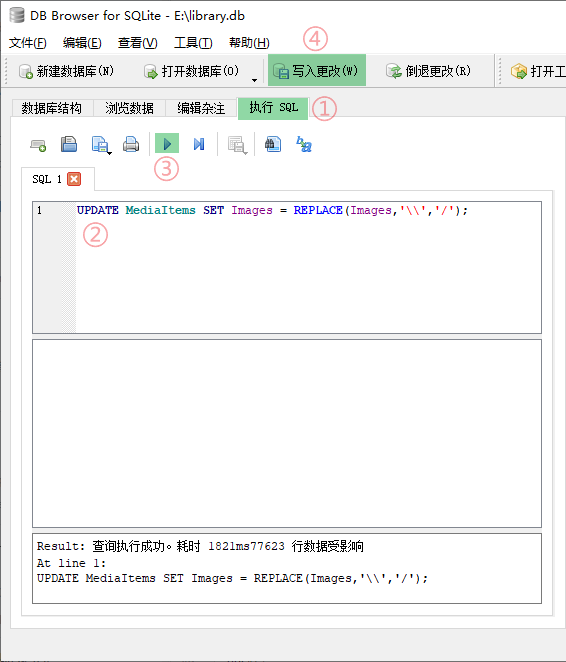 DB Browser for SQLite - E:\library.db
文件(F) 编辑(E) 查看(V) 工具(T) 帮助(H)
④
新建数据库(N) 打开数据库(O) 写入更改(W) 倒退更改(R) 打开工
数据库结构 浏览数据 编辑杂注 执行 SQL ①
③
SQL 1
1 UPDATE MediaItems SET Images = REPLACE(Images,'\\','/');
②
Result: 查询执行成功。耗时 1821ms77623 行数据受影响
At line 1:
UPDATE MediaItems SET Images = REPLACE(Images,'\\','/');